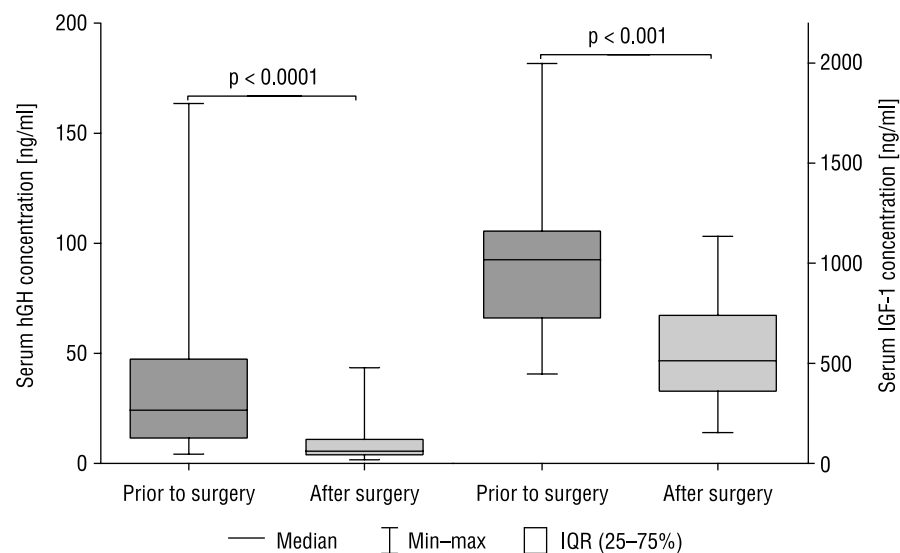 Serum hGH concentration [ng/ml]
200
150
100
50
0
p < 0.0001
p < 0.001
2000
1500
1000
500
0
Serum IGF-1 concentration [ng/ml]
Prior to surgery After surgery Prior to surgery After surgery
Median Min–max IQR (25–75%)